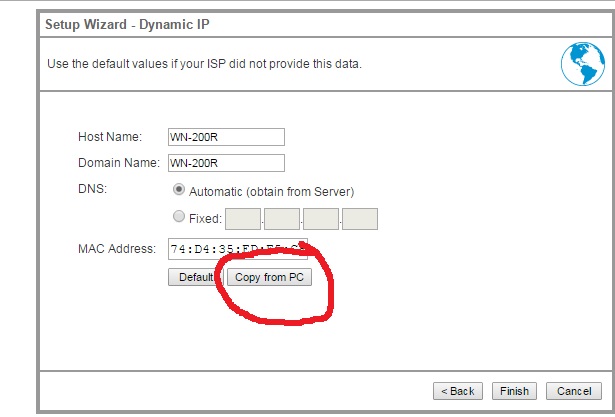 Setup Wizard - Dynamic IP
Use the default values if your ISP did not provide this data.
Host Name: WN-200R
Domain Name: WN-200R
DNS: Automatic (obtain from Server)
Fixed: . . .
MAC Address: 74:D4:35:
Default Copy from PC
< Back Finish Cancel